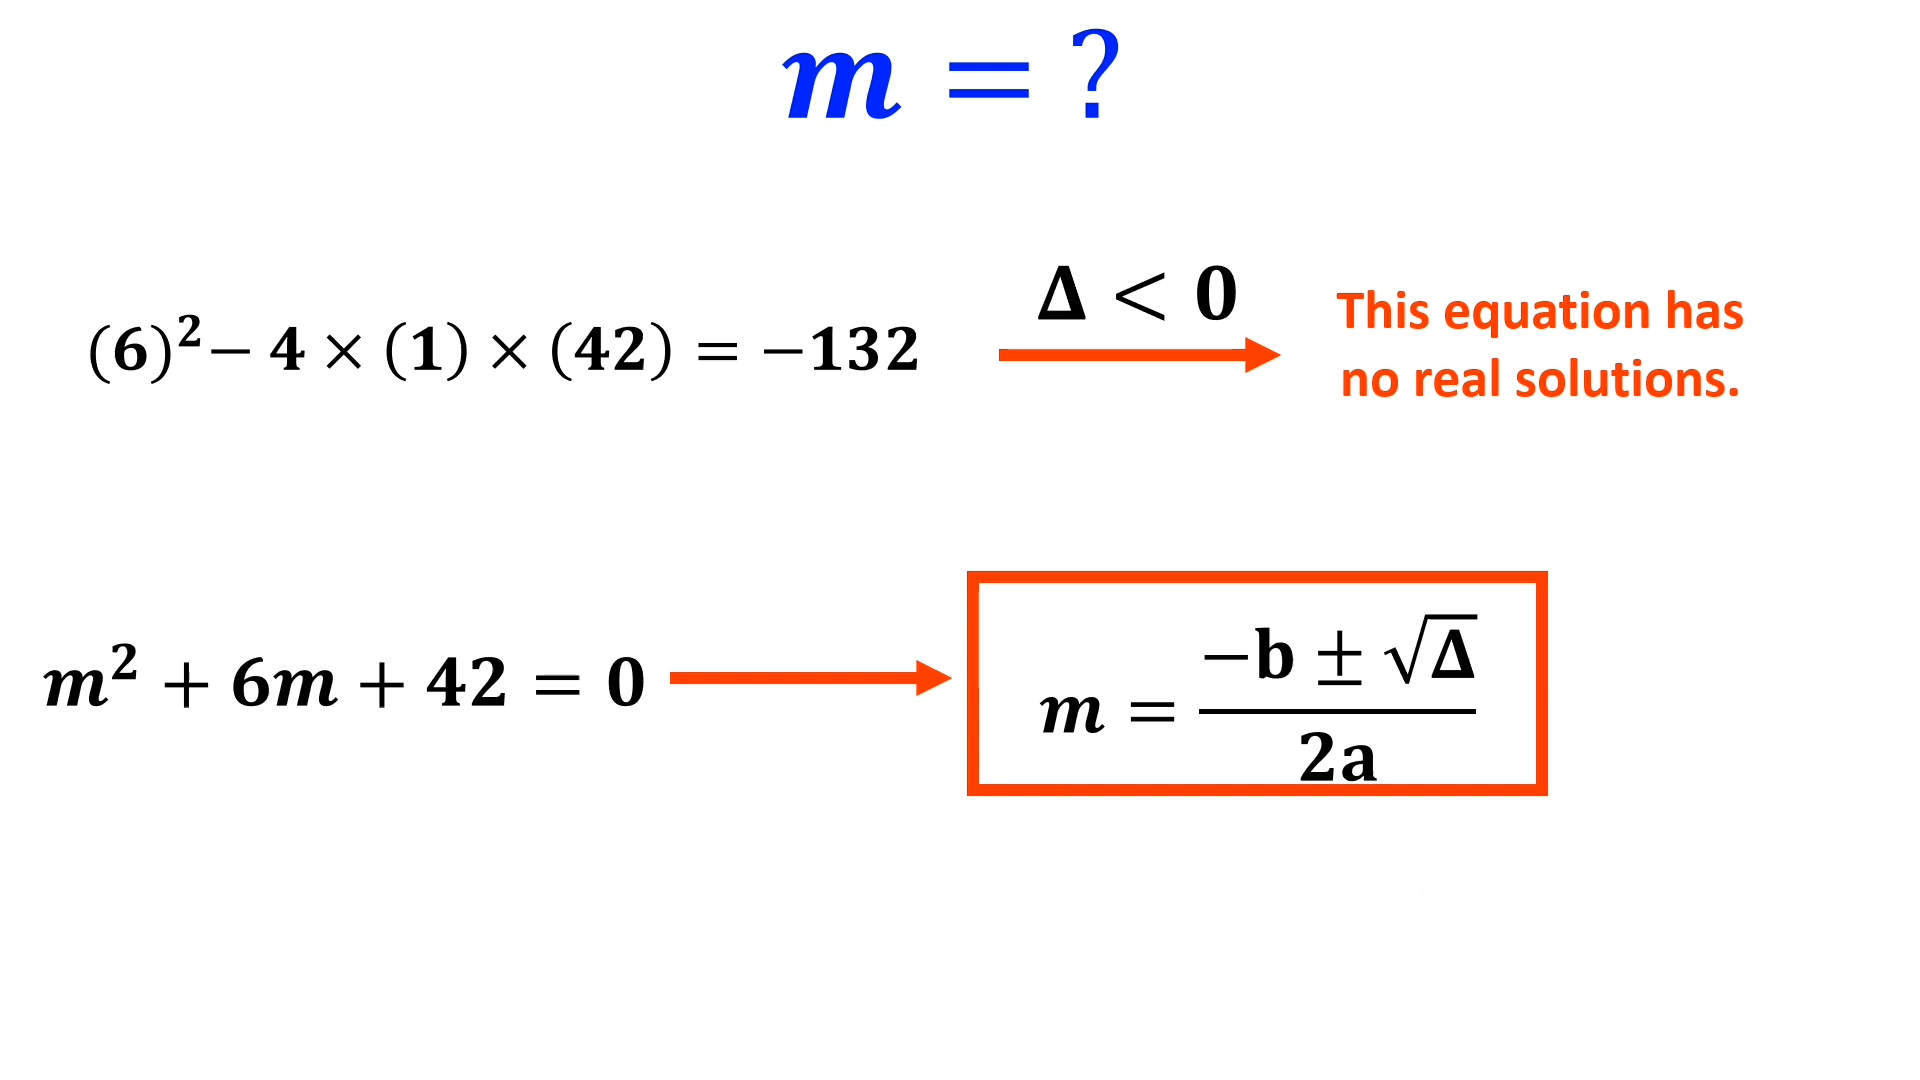 m = ?
(6)² − 4 × (1) × (42) = −132
Δ < 0
This equation has
no real solutions.
m² + 6m + 42 = 0
m = (−b ± √Δ) / 2a